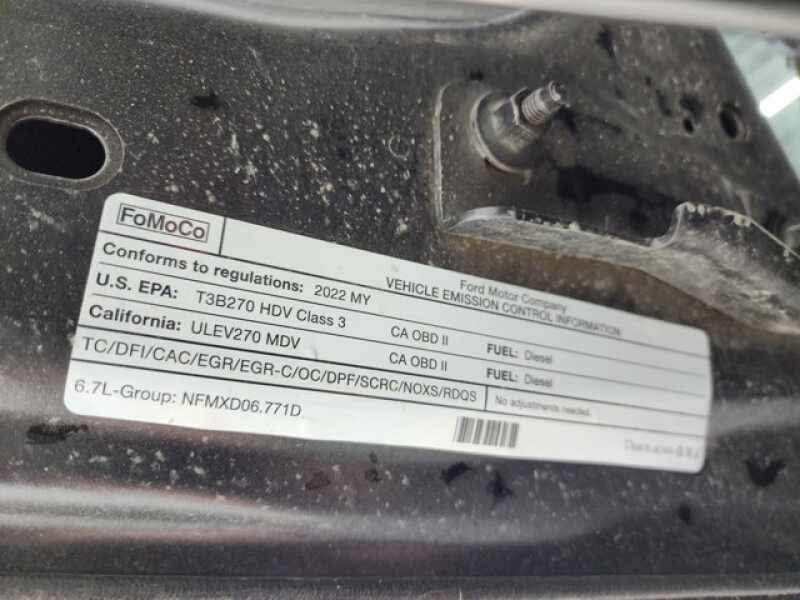 FoMoCo
Ford Motor Company
VEHICLE EMISSION CONTROL INFORMATION
Conforms to regulations: 2022 MY
U.S. EPA: T3B270 HDV Class 3 CA OBD II FUEL: Diesel
California: ULEV270 MDV CA OBD II FUEL: Diesel
TC/DFI/CAC/EGR/EGR-C/OC/DPF/SCRC/NOXS/RDQS
No adjustments needed.
6.7L-Group: NFMXD06.771D